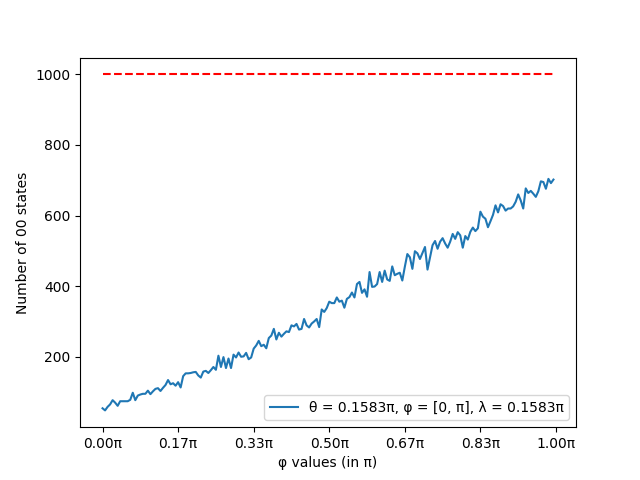 1000
800
600
400
200
Number of 00 states
θ = 0.1583π, φ = [0, π], λ = 0.1583π
0.00π 0.17π 0.33π 0.50π 0.67π 0.83π 1.00π
φ values (in π)